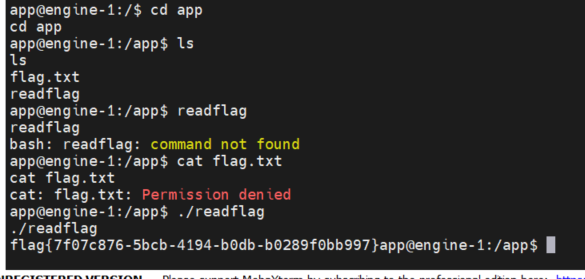 app@engine-1:/$ cd app
cd app
app@engine-1:/app$ ls
ls
flag.txt
readflag
app@engine-1:/app$ readflag
readflag
bash: readflag: command not found
app@engine-1:/app$ cat flag.txt
cat flag.txt
cat: flag.txt: Permission denied
app@engine-1:/app$ ./readflag
./readflag
flag{7f07c876-5bcb-4194-b0db-b0289f0bb997}app@engine-1:/app$
REGISTERED VERSION Please support MobaXterm by subscribing to the professional edition here: